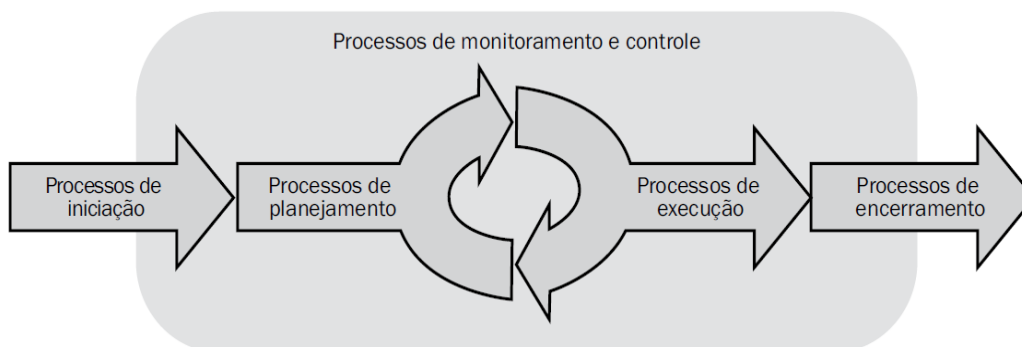 Processos de monitoramento e controle
Processos de
iniciação
Processos de
planejamento
Processos de
execução
Processos de
encerramento